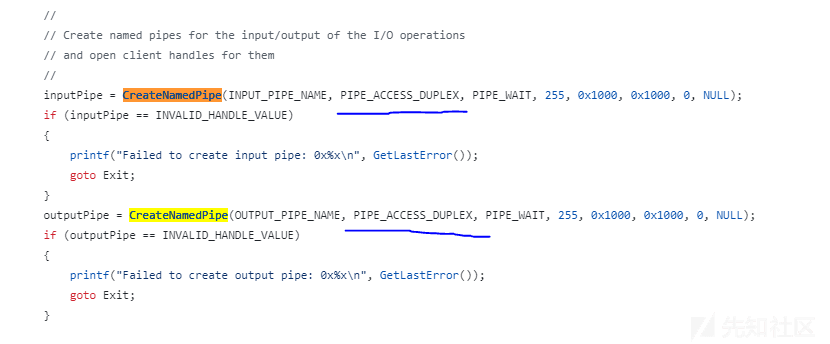 //
// Create named pipes for the input/output of the I/O operations
// and open client handles for them
//
inputPipe = CreateNamedPipe(INPUT_PIPE_NAME, PIPE_ACCESS_DUPLEX, PIPE_WAIT, 255, 0x1000, 0x1000, 0, NULL);
if (inputPipe == INVALID_HANDLE_VALUE)
{
    printf("Failed to create input pipe: 0x%x\n", GetLastError());
    goto Exit;
}
outputPipe = CreateNamedPipe(OUTPUT_PIPE_NAME, PIPE_ACCESS_DUPLEX, PIPE_WAIT, 255, 0x1000, 0x1000, 0, NULL);
if (outputPipe == INVALID_HANDLE_VALUE)
{
    printf("Failed to create output pipe: 0x%x\n", GetLastError());
    goto Exit;
}
先知社区